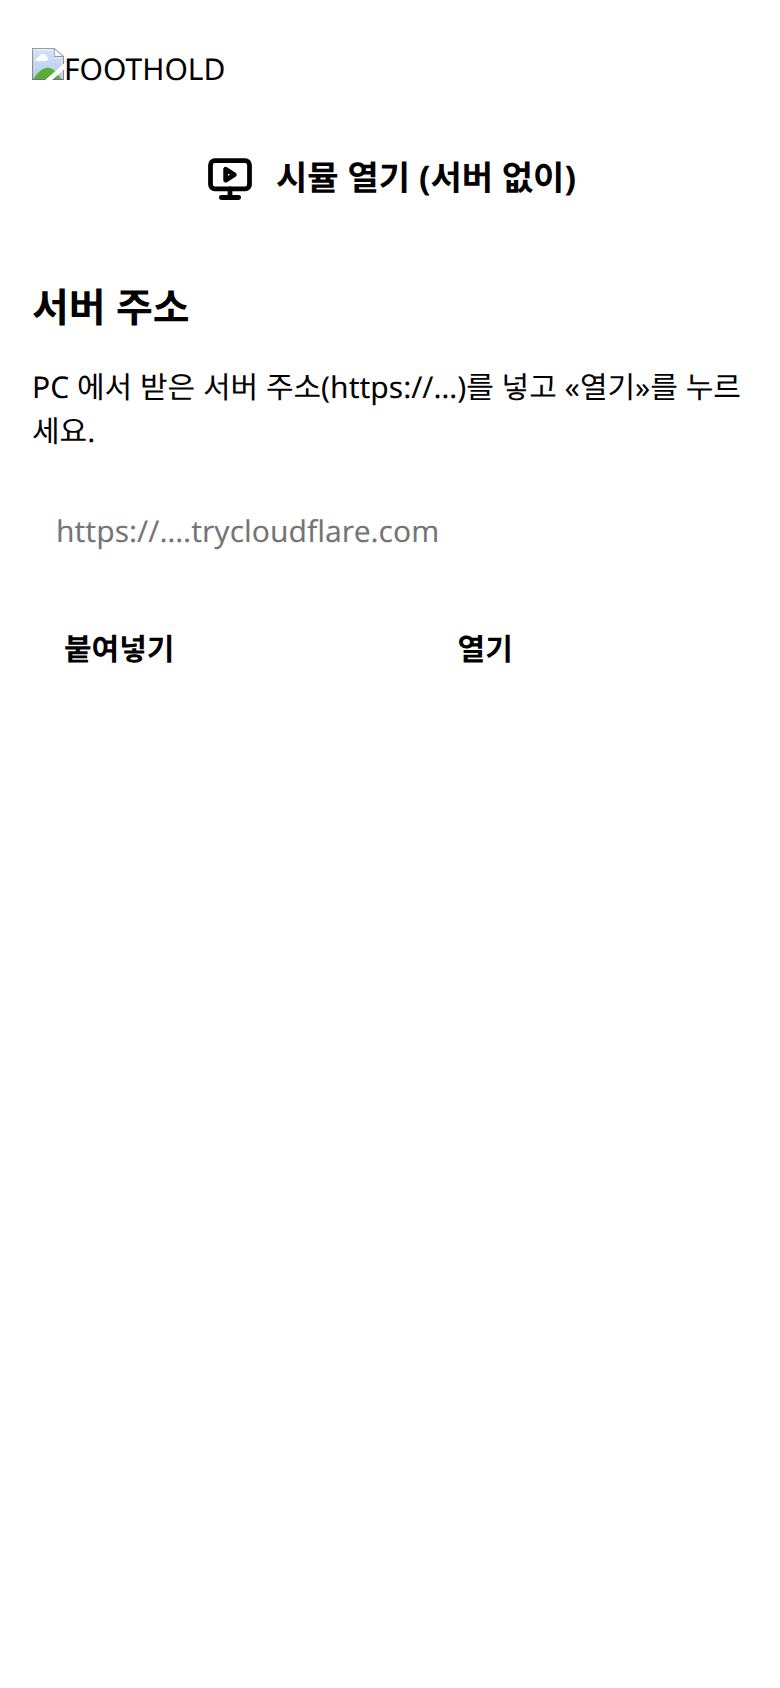 FOOTHOLD
시뮬 열기 (서버 없이)
서버 주소
PC 에서 받은 서버 주소(https://…)를 넣고 «열기»를 누르
세요.
https://….trycloudflare.com
붙여넣기
열기